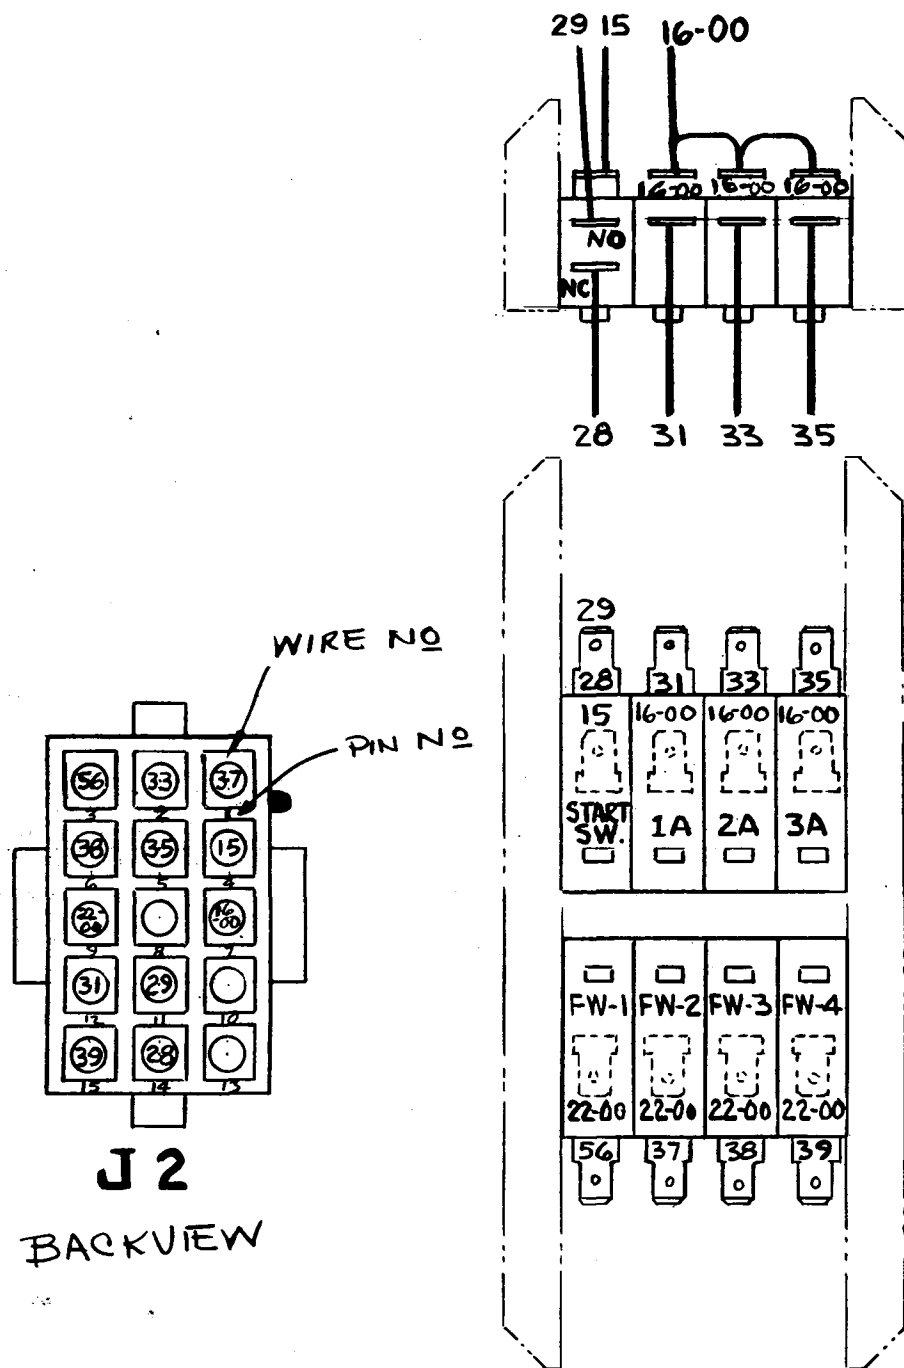 29 15 16-00
16-00 16-00 16-00
NO
NC
28 31 33 35
29
28 31 33 35
15 16-00 16-00 16-00
START SW. 1A 2A 3A
FW-1 FW-2 FW-3 FW-4
22-00 22-00 22-00 22-00
56 37 38 39
WIRE NO
PIN NO
56 33 37
3 2 1
38 35 15
6 5 4
22-00 16-00
9 8 7
31 29
12 11 10
39 28
15 14 13
J2
BACKVIEW